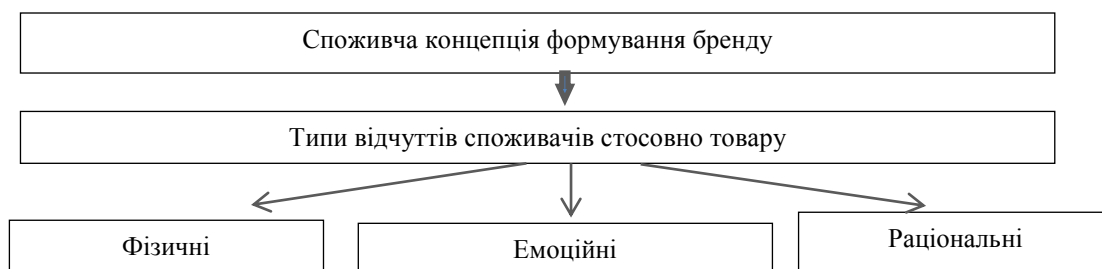 Споживча концепція формування бренду
Типи відчуттів споживачів стосовно товару
Фізичні
Емоційні
Раціональні